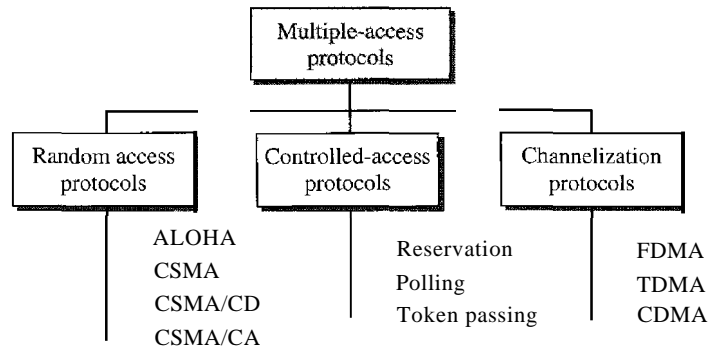 Multiple-access
protocols
Random access
protocols
Controlled-access
protocols
Channelization
protocols
ALOHA
CSMA
CSMA/CD
CSMA/CA
Reservation
Polling
Token passing
FDMA
TDMA
CDMA